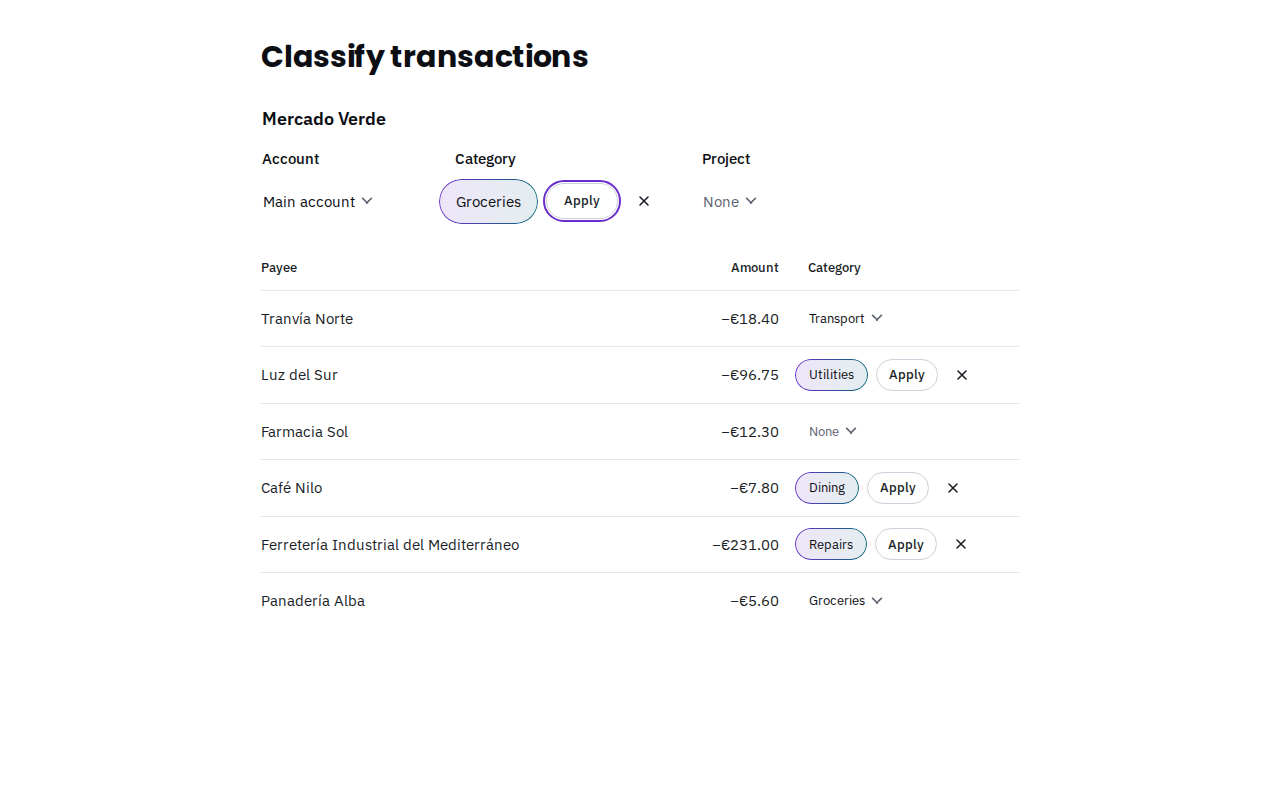 Classify transactions
Mercado Verde
Account Category Project
Main account Groceries Apply None
Payee Amount Category
Tranvía Norte −€18.40 Transport
Luz del Sur −€96.75 Utilities Apply
Farmacia Sol −€12.30 None
Café Nilo −€7.80 Dining Apply
Ferretería Industrial del Mediterráneo −€231.00 Repairs Apply
Panadería Alba −€5.60 Groceries